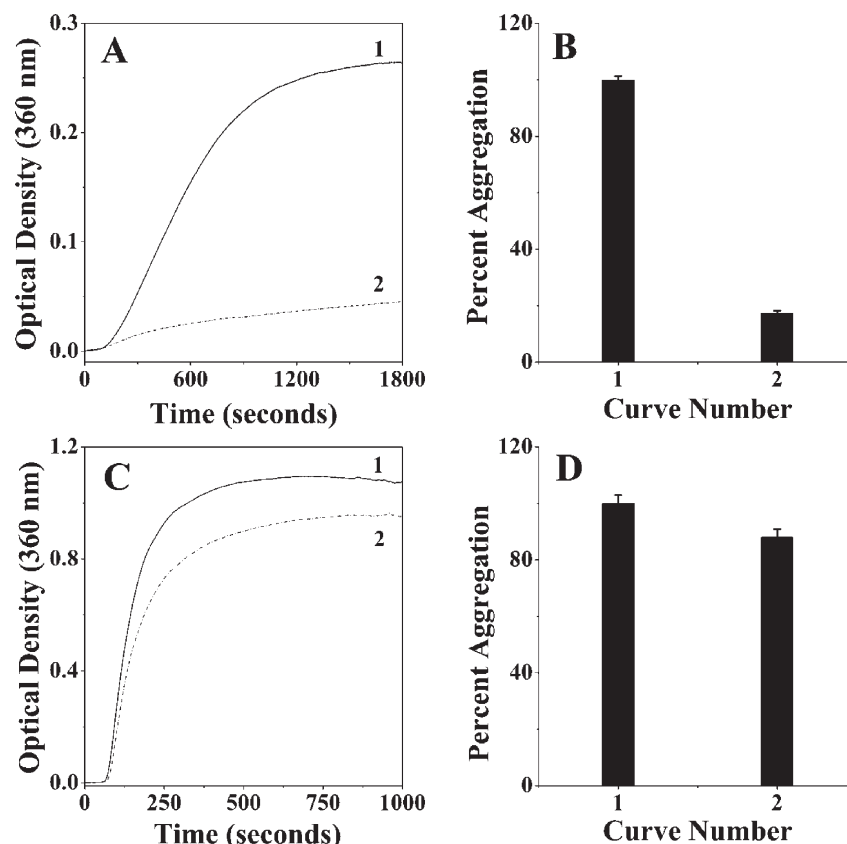 A
Optical Density (360 nm)
0.3
0.2
0.1
0.0
1
2
0 600 1200 1800
Time (seconds)
B
Percent Aggregation
120
80
40
0
1 2
Curve Number
C
Optical Density (360 nm)
1.2
0.8
0.4
0.0
1
2
0 250 500 750 1000
Time (seconds)
D
Percent Aggregation
120
80
40
0
1 2
Curve Number